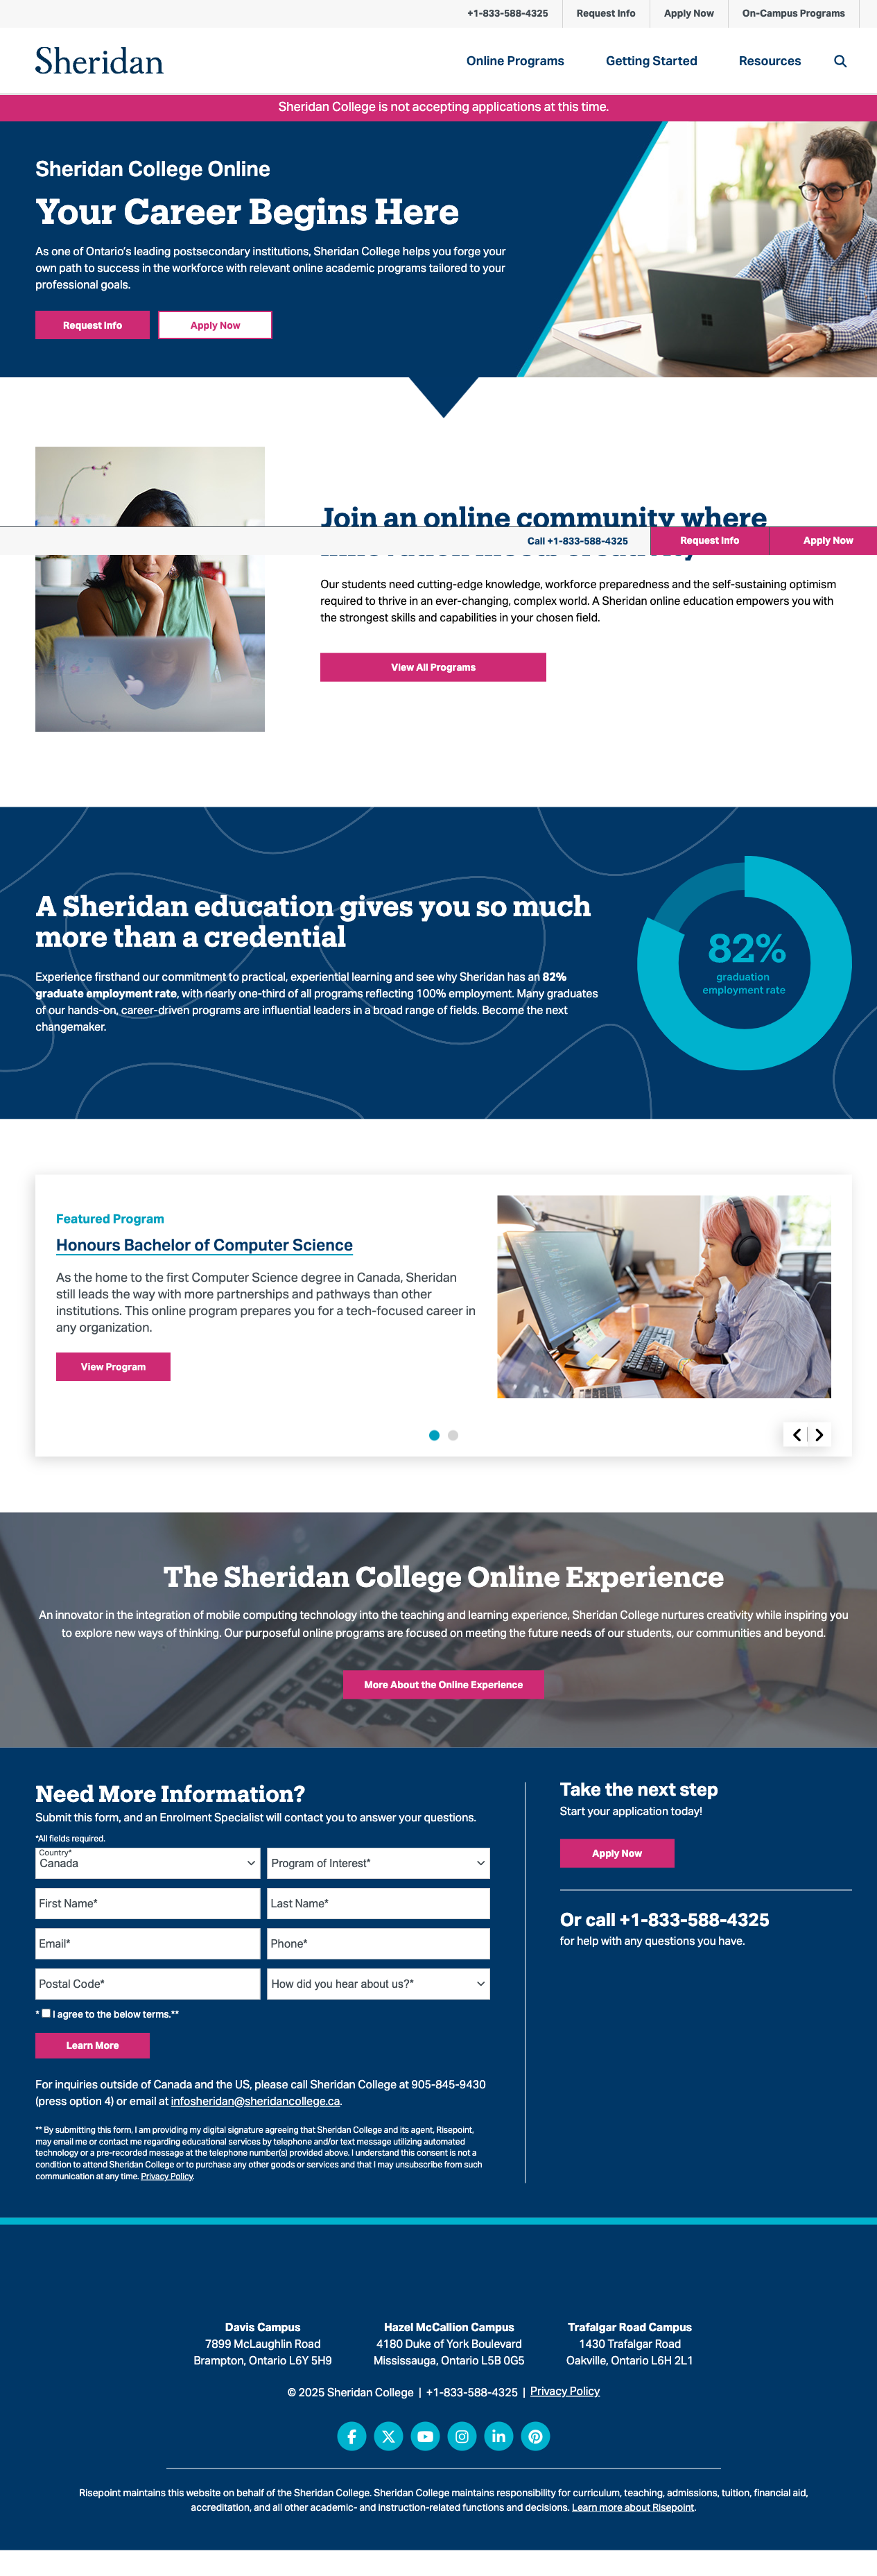 +1-833-588-4325
Request Info
Apply Now
On-Campus Programs
Sheridan
Online Programs
Getting Started
Resources
Sheridan College is not accepting applications at this time.
Sheridan College Online
Your Career Begins Here
As one of Ontario's leading postsecondary institutions, Sheridan College helps you forge your
own path to success in the workforce with relevant online academic programs tailored to your
professional goals.
Request Info
Apply Now
Join an online community where
Call +1-833-588-4325
Request Info
Apply Now
Our students need cutting-edge knowledge, workforce preparedness and the self-sustaining optimism
required to thrive in an ever-changing, complex world. A Sheridan online education empowers you with
the strongest skills and capabilities in your chosen field.
View All Programs
A Sheridan education gives you so much
more than a credential
Experience firsthand our commitment to practical, experiential learning and see why Sheridan has an 82%
graduate employment rate, with nearly one-third of all programs reflecting 100% employment. Many graduates
of our hands-on, career-driven programs are influential leaders in a broad range of fields. Become the next
changemaker.
82%
graduation
employment rate
Featured Program
Honours Bachelor of Computer Science
As the home to the first Computer Science degree in Canada, Sheridan
still leads the way with more partnerships and pathways than other
institutions. This online program prepares you for a tech-focused career in
any organization.
View Program
The Sheridan College Online Experience
An innovator in the integration of mobile computing technology into the teaching and learning experience, Sheridan College nurtures creativity while inspiring you
to explore new ways of thinking. Our purposeful online programs are focused on meeting the future needs of our students, our communities and beyond.
More About the Online Experience
Need More Information?
Submit this form, and an Enrolment Specialist will contact you to answer your questions.
*All fields required.
Country*
Canada
Program of Interest*
First Name*
Last Name*
Email*
Phone*
Postal Code*
How did you hear about us?*
* I agree to the below terms.**
Learn More
For inquiries outside of Canada and the US, please call Sheridan College at 905-845-9430
(press option 4) or email at infosheridan@sheridancollege.ca.
** By submitting this form, I am providing my digital signature agreeing that Sheridan College and its agent, Risepoint,
may email me or contact me regarding educational services by telephone and/or text message utilizing automated
technology or a pre-recorded message at the telephone number(s) provided above. I understand this consent is not a
condition to attend Sheridan College or to purchase any other goods or services and that I may unsubscribe from such
communication at any time. Privacy Policy.
Take the next step
Start your application today!
Apply Now
Or call +1-833-588-4325
for help with any questions you have.
Davis Campus
7899 McLaughlin Road
Brampton, Ontario L6Y 5H9
Hazel McCallion Campus
4180 Duke of York Boulevard
Mississauga, Ontario L5B 0G5
Trafalgar Road Campus
1430 Trafalgar Road
Oakville, Ontario L6H 2L1
© 2025 Sheridan College | +1-833-588-4325 | Privacy Policy
Risepoint maintains this website on behalf of the Sheridan College. Sheridan College maintains responsibility for curriculum, teaching, admissions, tuition, financial aid,
accreditation, and all other academic- and instruction-related functions and decisions. Learn more about Risepoint.